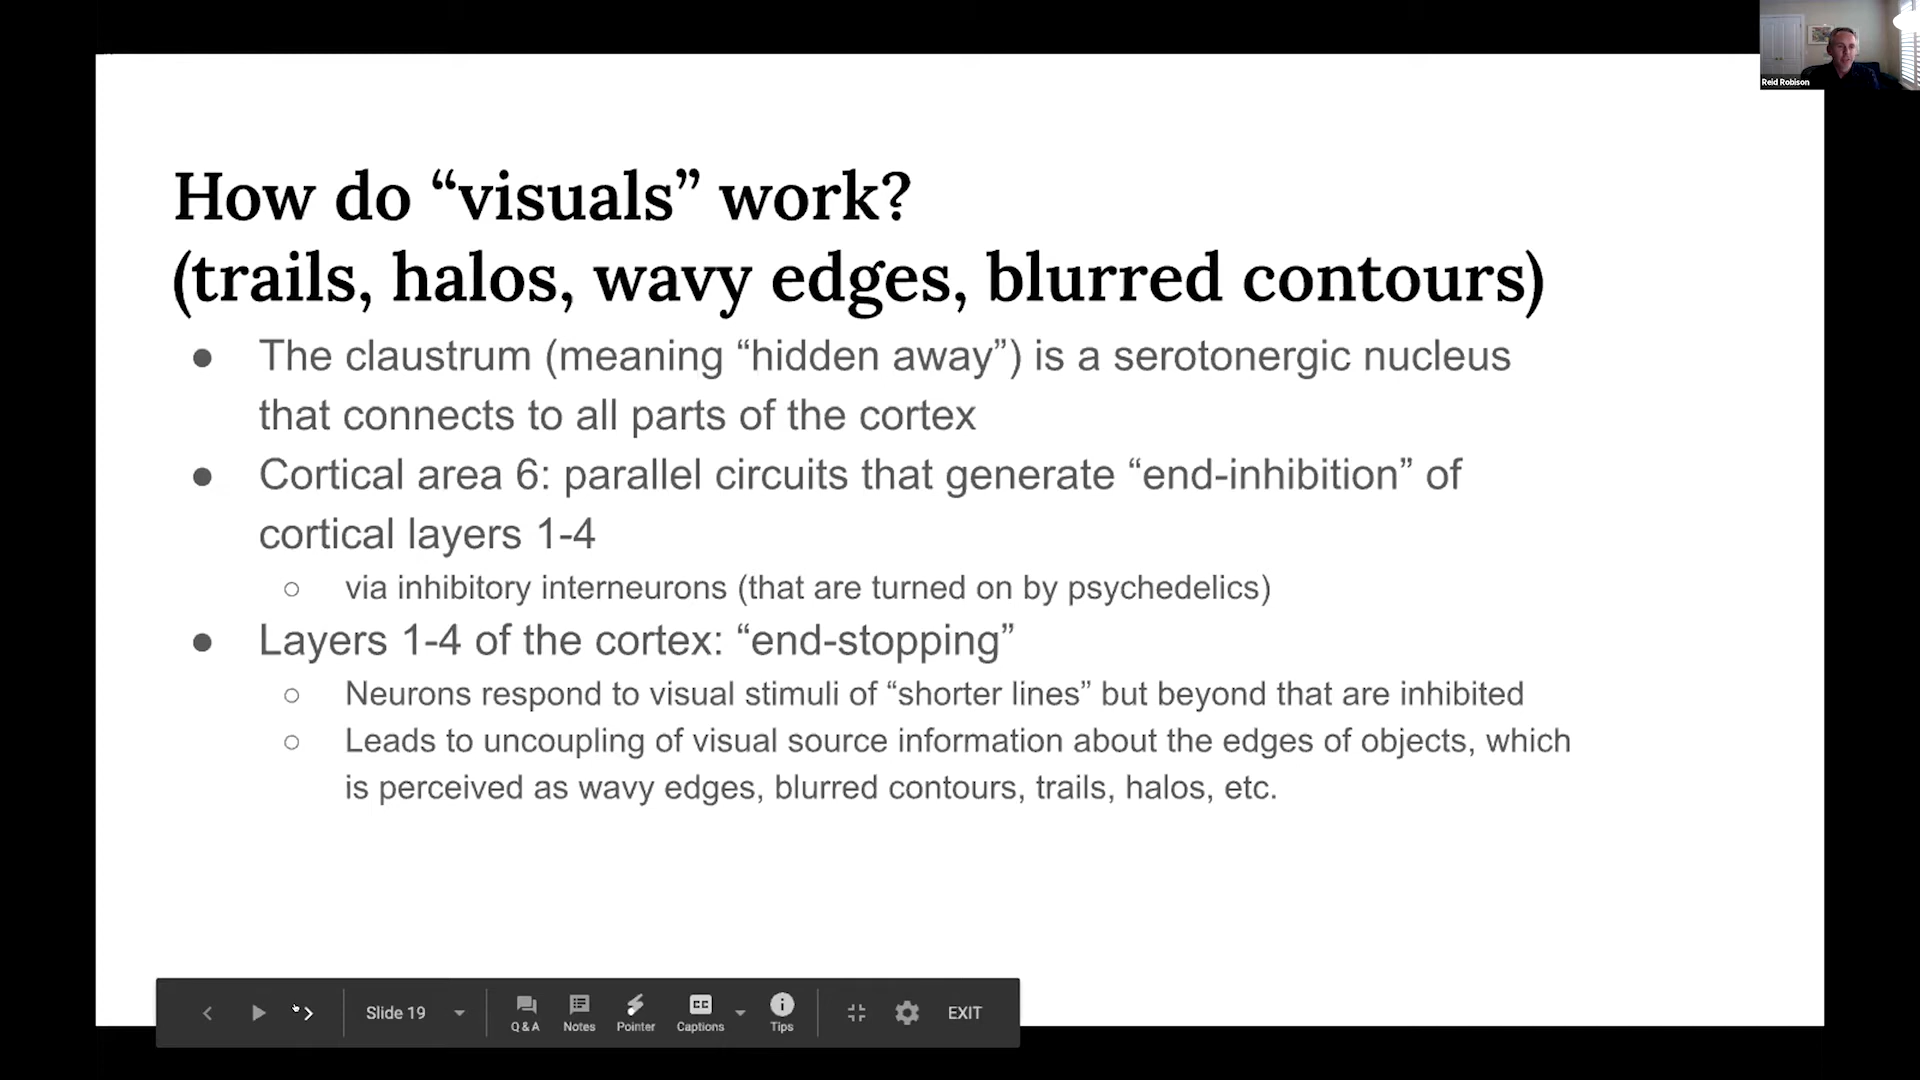 Reid Robison
How do “visuals” work?
(trails, halos, wavy edges, blurred contours)
● The claustrum (meaning “hidden away”) is a serotonergic nucleus
that connects to all parts of the cortex
● Cortical area 6: parallel circuits that generate “end-inhibition” of
cortical layers 1-4
○ via inhibitory interneurons (that are turned on by psychedelics)
● Layers 1-4 of the cortex: “end-stopping”
○ Neurons respond to visual stimuli of “shorter lines” but beyond that are inhibited
○ Leads to uncoupling of visual source information about the edges of objects, which
is perceived as wavy edges, blurred contours, trails, halos, etc.
Slide 19
Q & A
Notes
Pointer
CC
Captions
Tips
EXIT